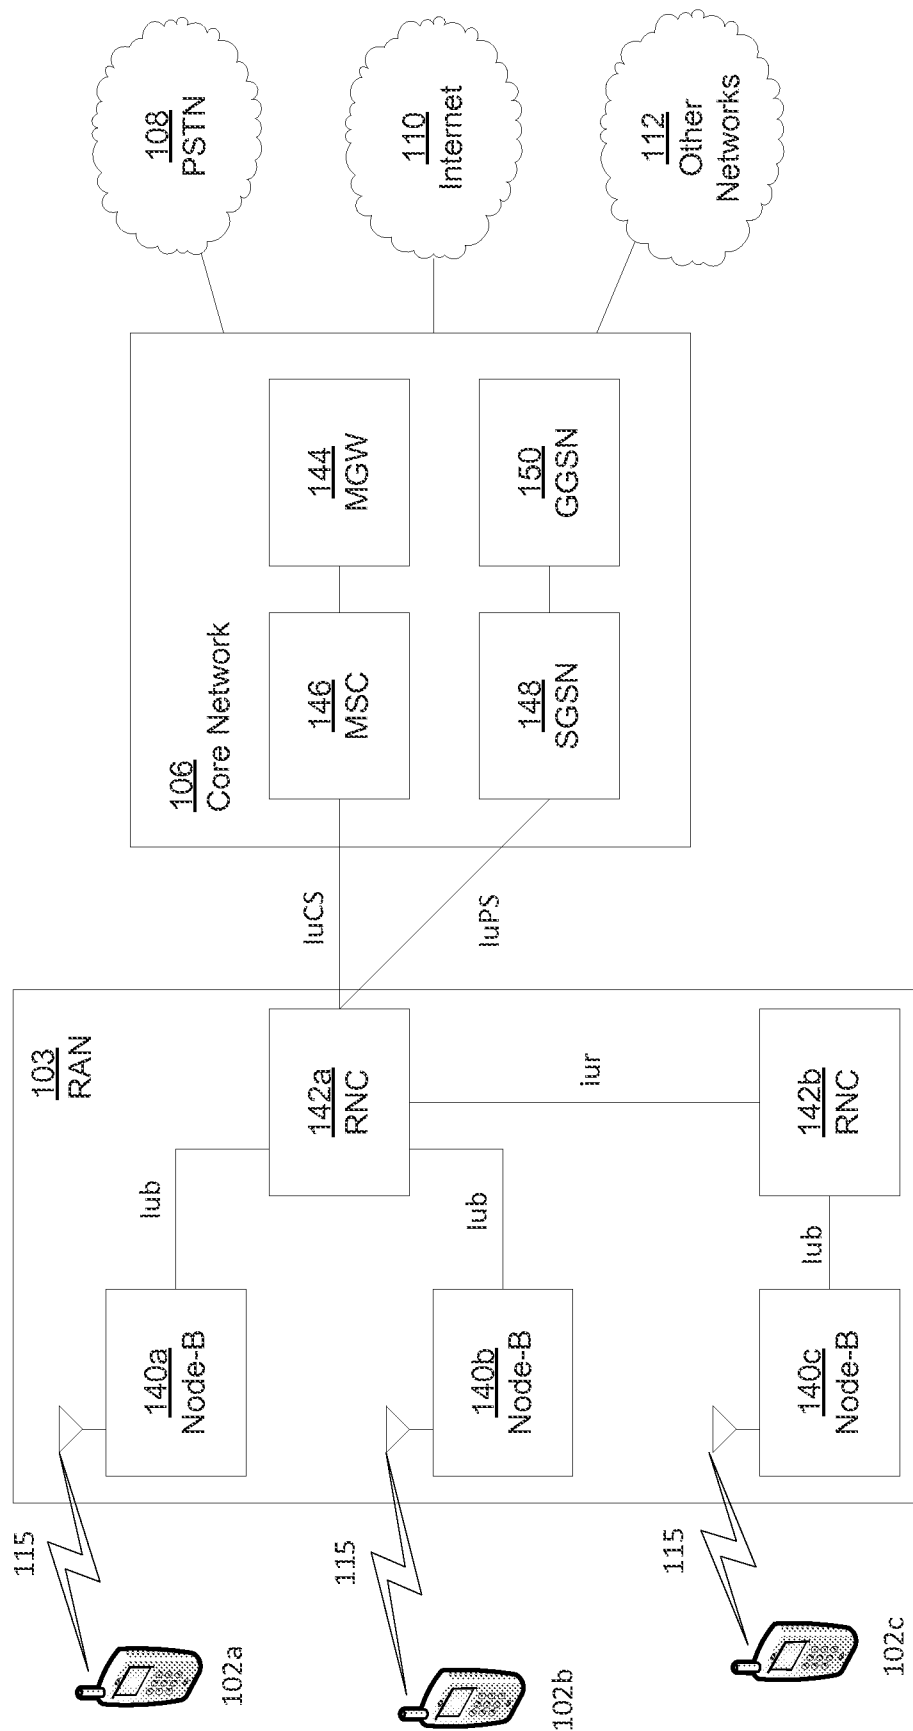 102a
115
103
RAN
140a
Node-B
Iub
142a
RNC
IuCS
IuPS
106
Core Network
146
MSC
144
MGW
148
SGSN
150
GGSN
108
PSTN
110
Internet
112
Other
Networks
102b
115
140b
Node-B
Iub
iur
102c
115
140c
Node-B
Iub
142b
RNC